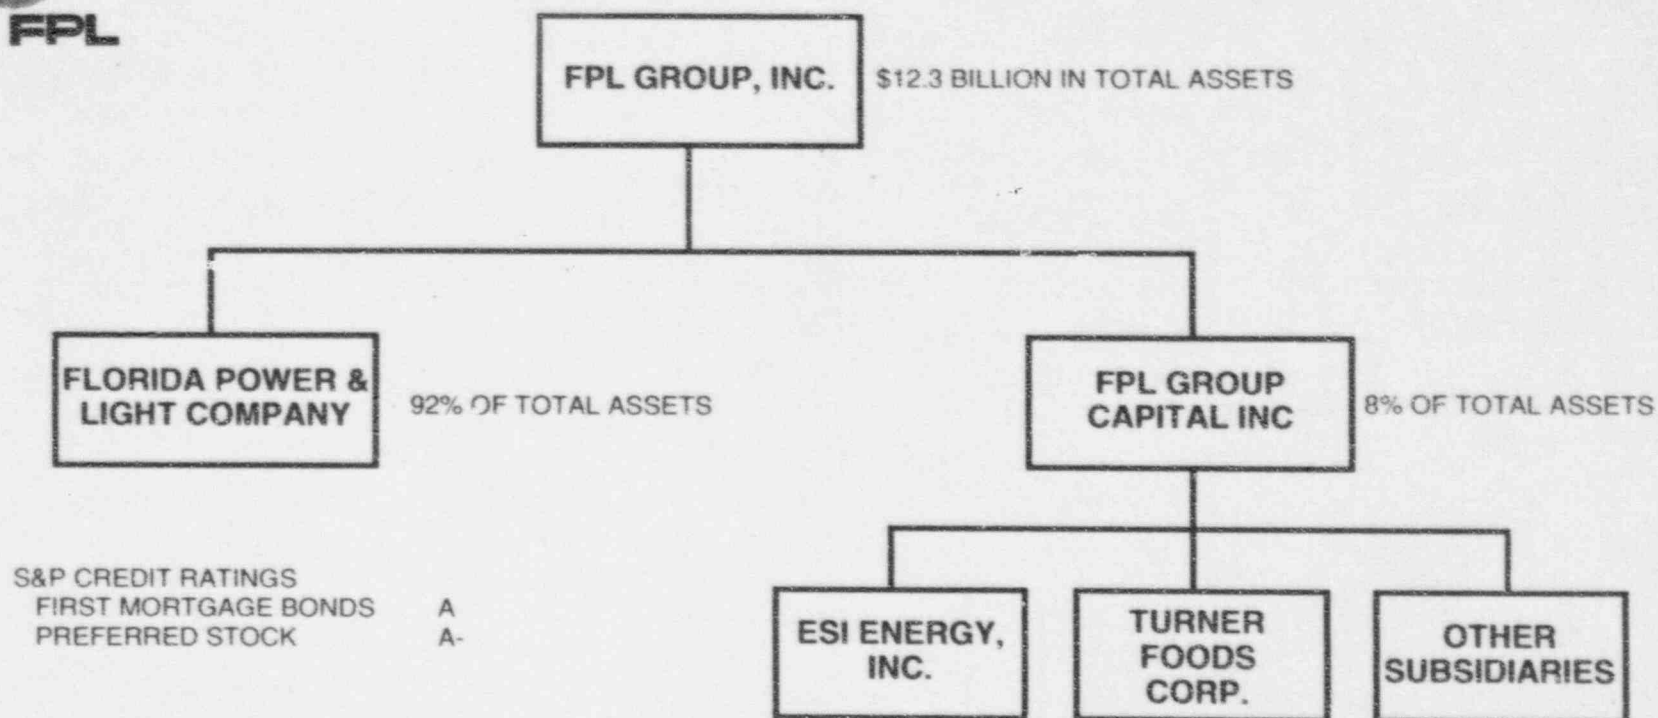 FPL
FPL GROUP, INC.
$12.3 BILLION IN TOTAL ASSETS
FLORIDA POWER &
LIGHT COMPANY
92% OF TOTAL ASSETS
FPL GROUP
CAPITAL INC
8% OF TOTAL ASSETS
S&P CREDIT RATINGS
FIRST MORTGAGE BONDS A
PREFERRED STOCK A-
ESI ENERGY,
INC.
TURNER
FOODS
CORP.
OTHER
SUBSIDIARIES